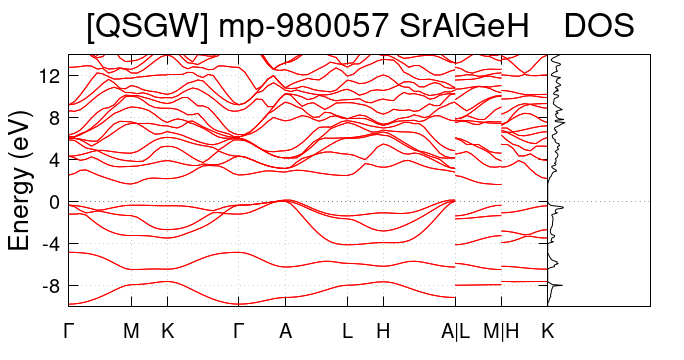 [QSGW] mp-980057 SrAlGeH DOS
Energy (eV)
12
8
4
0
-4
-8
Γ M K Γ A L H A|L M|H K